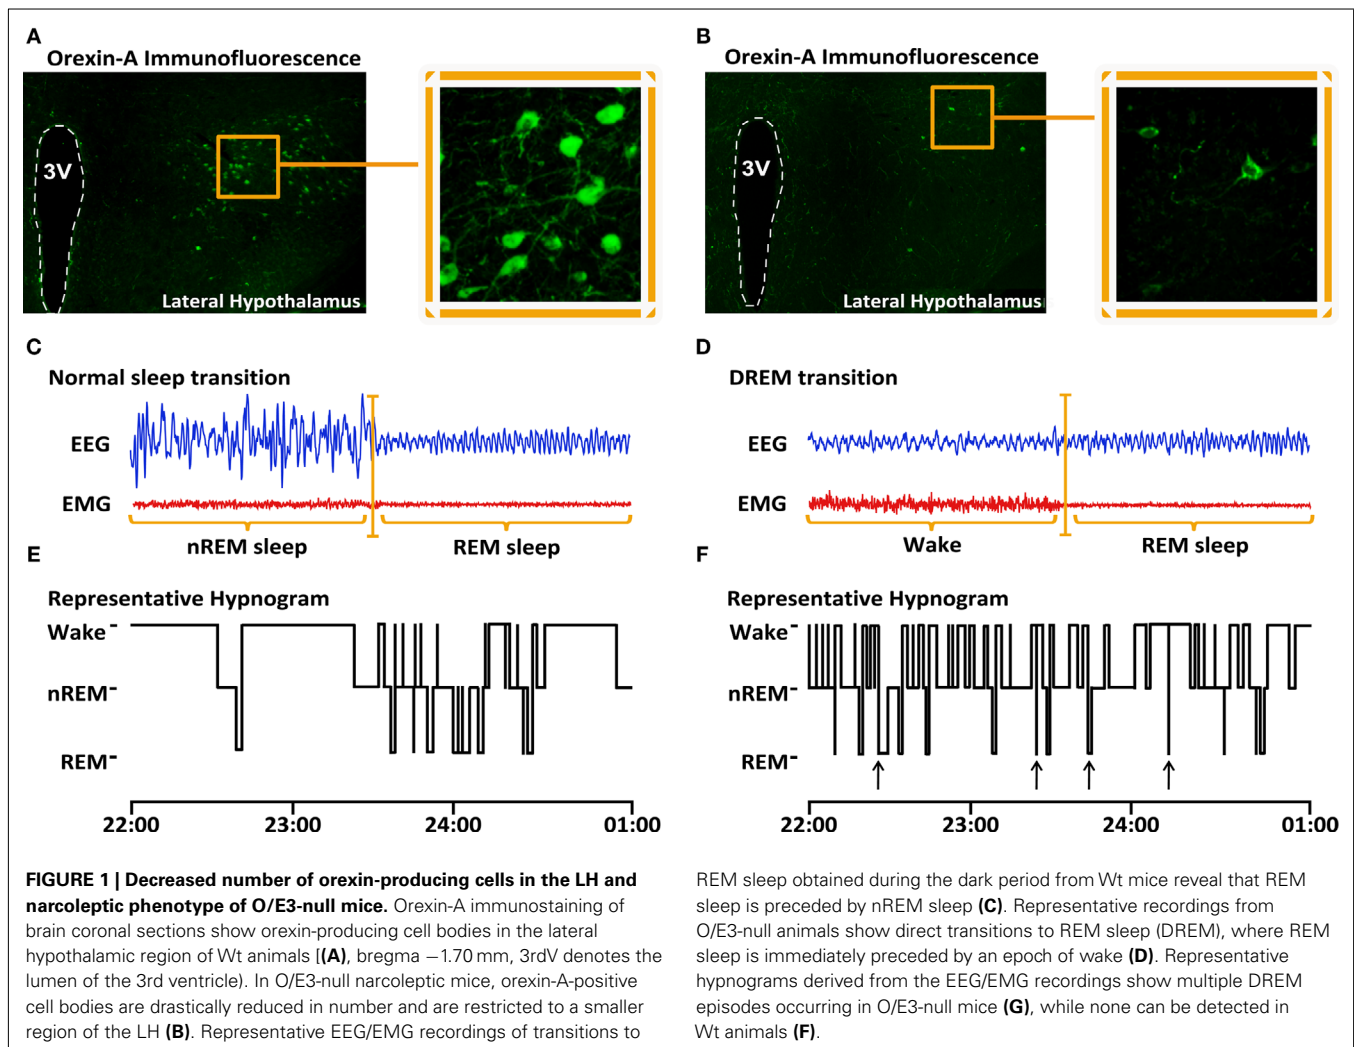 A
Orexin-A Immunofluorescence
3V
Lateral Hypothalamus
B
Orexin-A Immunofluorescence
3V
Lateral Hypothalamus
C
Normal sleep transition
EEG
EMG
nREM sleep
REM sleep
D
DREM transition
EEG
EMG
Wake
REM sleep
E
Representative Hypnogram
Wake
nREM
REM
22:00
23:00
24:00
01:00
F
Representative Hypnogram
Wake
nREM
REM
22:00
23:00
24:00
01:00
FIGURE 1 | Decreased number of orexin-producing cells in the LH and
narcoleptic phenotype of O/E3-null mice. Orexin-A immunostaining of
brain coronal sections show orexin-producing cell bodies in the lateral
hypothalamic region of Wt animals [(A), bregma −1.70 mm, 3rdV denotes the
lumen of the 3rd ventricle). In O/E3-null narcoleptic mice, orexin-A-positive
cell bodies are drastically reduced in number and are restricted to a smaller
region of the LH (B). Representative EEG/EMG recordings of transitions to
REM sleep obtained during the dark period from Wt mice reveal that REM
sleep is preceded by nREM sleep (C). Representative recordings from
O/E3-null animals show direct transitions to REM sleep (DREM), where REM
sleep is immediately preceded by an epoch of wake (D). Representative
hypnograms derived from the EEG/EMG recordings show multiple DREM
episodes occurring in O/E3-null mice (G), while none can be detected in
Wt animals (F).